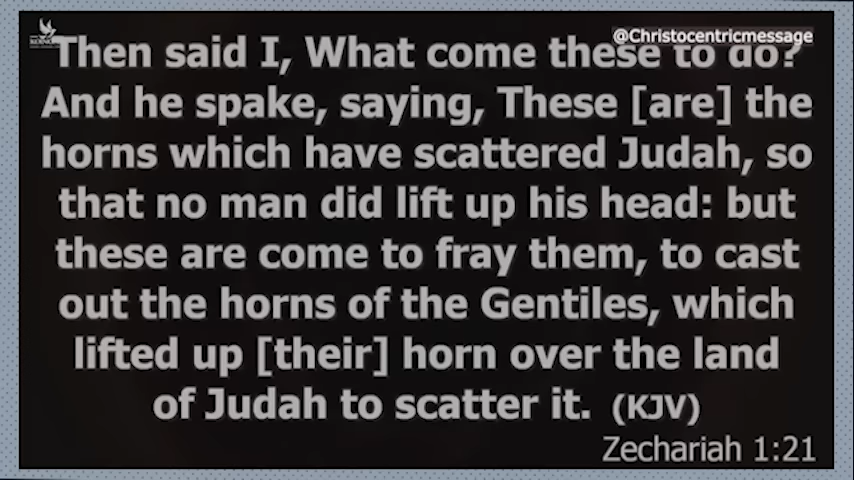 @Christocentricmessage
Then said I, What come these to do?
And he spake, saying, These [are] the
horns which have scattered Judah, so
that no man did lift up his head: but
these are come to fray them, to cast
out the horns of the Gentiles, which
lifted up [their] horn over the land
of Judah to scatter it. (KJV)
Zechariah 1:21